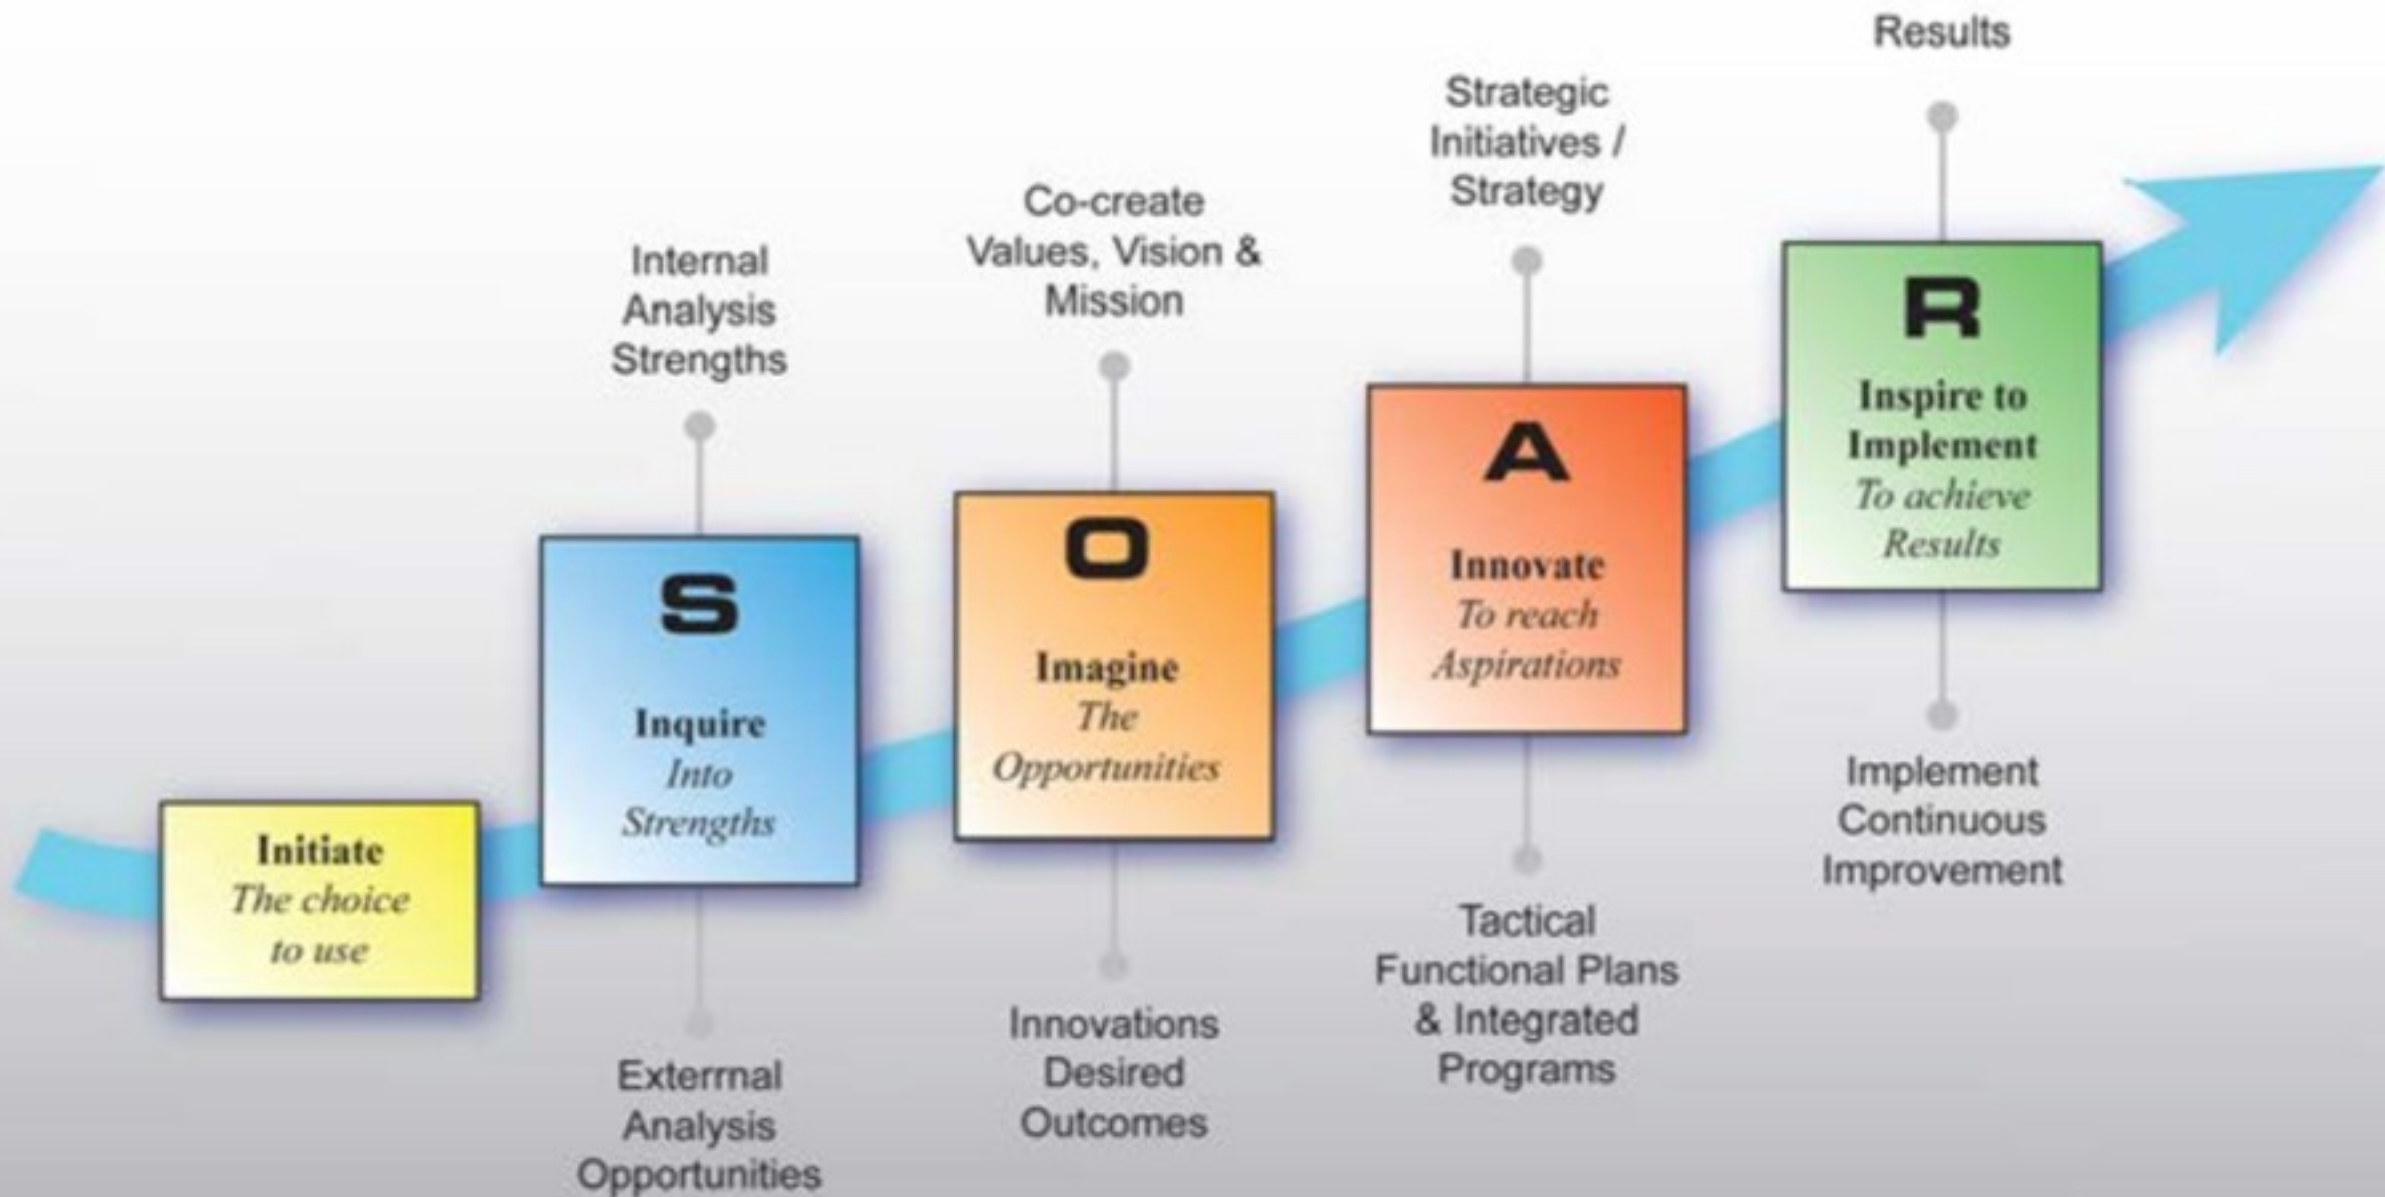 Initiate
The choice
to use
Internal
Analysis
Strengths
S
Inquire
Into
Strengths
Exterrnal
Analysis
Opportunities
Co-create
Values, Vision &
Mission
O
Imagine
The
Opportunities
Innovations
Desired
Outcomes
Strategic
Initiatives /
Strategy
A
Innovate
To reach
Aspirations
Tactical
Functional Plans
& Integrated
Programs
Results
R
Inspire to
Implement
To achieve
Results
Implement
Continuous
Improvement